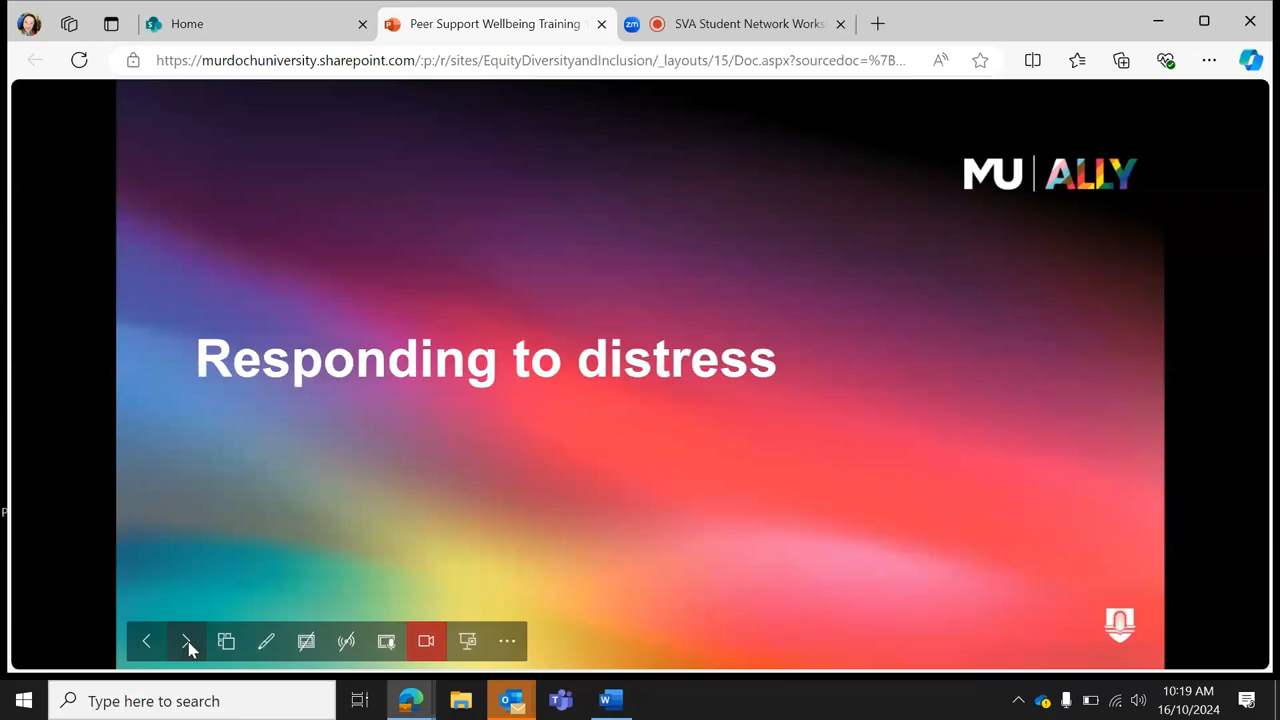 Home
Peer Support Wellbeing Training
zm
SVA Student Network Works
https://murdochuniversity.sharepoint.com/:p:/r/sites/EquityDiversityandInclusion/_layouts/15/Doc.aspx?sourcedoc=%7B...
MU | ALLY
Responding to distress
Type here to search
10:19 AM
16/10/2024